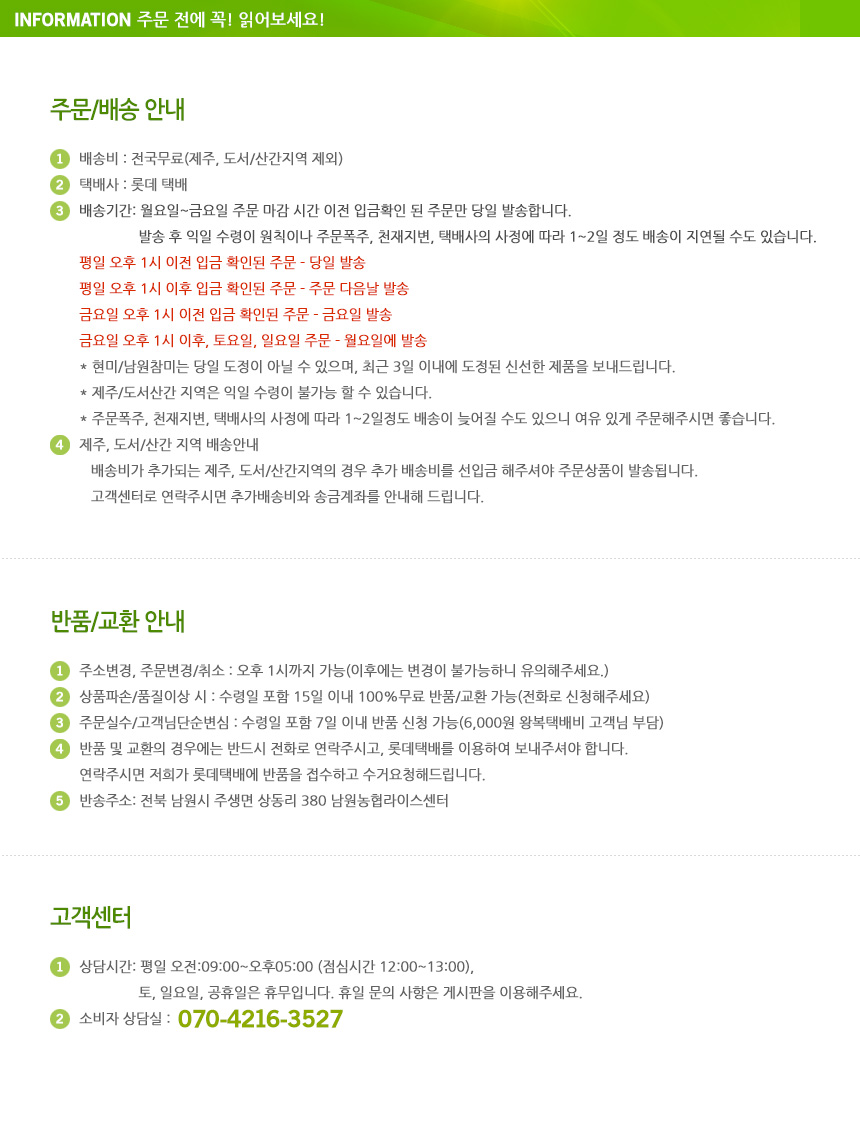 INFORMATION 주문 전에 꼭! 읽어보세요!
주문/배송 안내
1 배송비 : 전국무료(제주, 도서/산간지역 제외)
2 택배사 : 롯데 택배
3 배송기간: 월요일~금요일 주문 마감 시간 이전 입금확인 된 주문만 당일 발송합니다.
발송 후 익일 수령이 원칙이나 주문폭주, 천재지변, 택배사의 사정에 따라 1~2일 정도 배송이 지연될 수도 있습니다.
평일 오후 1시 이전 입금 확인된 주문 - 당일 발송
평일 오후 1시 이후 입금 확인된 주문 - 주문 다음날 발송
금요일 오후 1시 이전 입금 확인된 주문 - 금요일 발송
금요일 오후 1시 이후, 토요일, 일요일 주문 - 월요일에 발송
* 현미/남원참미는 당일 도정이 아닐 수 있으며, 최근 3일 이내에 도정된 신선한 제품을 보내드립니다.
* 제주/도서산간 지역은 익일 수령이 불가능 할 수 있습니다.
* 주문폭주, 천재지변, 택배사의 사정에 따라 1~2일정도 배송이 늦어질 수도 있으니 여유 있게 주문해주시면 좋습니다.
4 제주, 도서/산간 지역 배송안내
배송비가 추가되는 제주, 도서/산간지역의 경우 추가 배송비를 선입금 해주셔야 주문상품이 발송됩니다.
고객센터로 연락주시면 추가배송비와 송금계좌를 안내해 드립니다.
반품/교환 안내
1 주소변경, 주문변경/취소 : 오후 1시까지 가능(이후에는 변경이 불가능하니 유의해주세요.)
2 상품파손/품질이상 시 : 수령일 포함 15일 이내 100%무료 반품/교환 가능(전화로 신청해주세요)
3 주문실수/고객님단순변심 : 수령일 포함 7일 이내 반품 신청 가능(6,000원 왕복택배비 고객님 부담)
4 반품 및 교환의 경우에는 반드시 전화로 연락주시고, 롯데택배를 이용하여 보내주셔야 합니다.
연락주시면 저희가 롯데택배에 반품을 접수하고 수거요청해드립니다.
5 반송주소: 전북 남원시 주생면 상동리 380 남원농협라이스센터
고객센터
1 상담시간: 평일 오전:09:00~오후05:00 (점심시간 12:00~13:00),
토, 일요일, 공휴일은 휴무입니다. 휴일 문의 사항은 게시판을 이용해주세요.
2 소비자 상담실 : 070-4216-3527